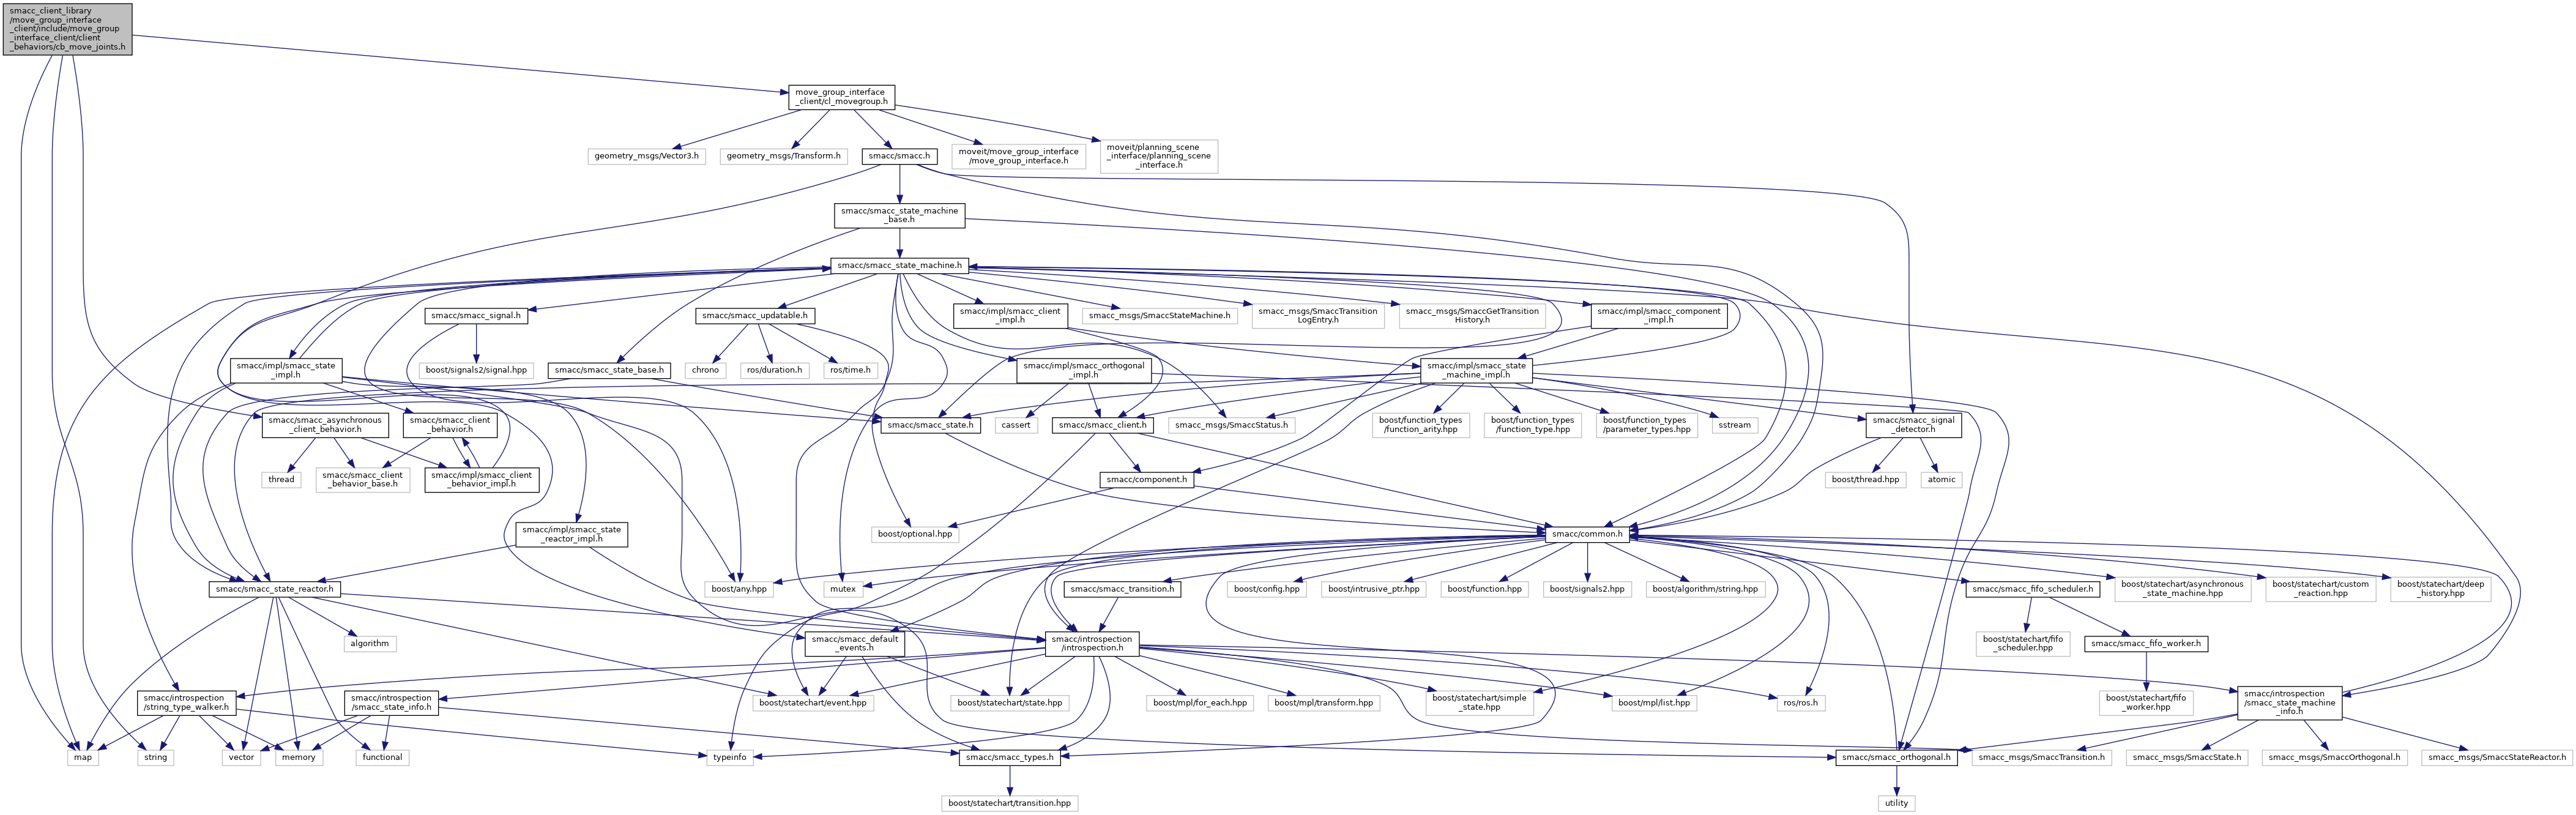 smacc_client_library
/move_group_interface
_client/include/move_group
_interface_client/client
_behaviors/cb_move_joints.h
move_group_interface
_client/cl_movegroup.h
geometry_msgs/Vector3.h
geometry_msgs/Transform.h
smacc/smacc.h
moveit/move_group_interface
/move_group_interface.h
moveit/planning_scene
_interface/planning_scene
_interface.h
smacc/smacc_state_machine
_base.h
smacc/smacc_state_machine.h
smacc/smacc_signal.h
smacc/smacc_updatable.h
smacc/impl/smacc_client
_impl.h
smacc_msgs/SmaccStateMachine.h
smacc_msgs/SmaccTransition
LogEntry.h
smacc_msgs/SmaccGetTransition
History.h
smacc/impl/smacc_component
_impl.h
smacc/impl/smacc_state
_impl.h
boost/signals2/signal.hpp
smacc/smacc_state_base.h
chrono
ros/duration.h
ros/time.h
smacc/impl/smacc_orthogonal
_impl.h
smacc/impl/smacc_state
_machine_impl.h
smacc/smacc_asynchronous
_client_behavior.h
smacc/smacc_client
_behavior.h
smacc/smacc_state.h
cassert
smacc/smacc_client.h
smacc_msgs/SmaccStatus.h
boost/function_types
/function_arity.hpp
boost/function_types
/function_type.hpp
boost/function_types
/parameter_types.hpp
sstream
smacc/smacc_signal
_detector.h
thread
smacc/smacc_client
_behavior_base.h
smacc/impl/smacc_client
_behavior_impl.h
smacc/component.h
boost/thread.hpp
atomic
smacc/impl/smacc_state
_reactor_impl.h
boost/optional.hpp
smacc/common.h
smacc/smacc_state_reactor.h
boost/any.hpp
mutex
smacc/smacc_transition.h
boost/config.hpp
boost/intrusive_ptr.hpp
boost/function.hpp
boost/signals2.hpp
boost/algorithm/string.hpp
smacc/smacc_fifo_scheduler.h
boost/statechart/asynchronous
_state_machine.hpp
boost/statechart/custom
_reaction.hpp
boost/statechart/deep
_history.hpp
algorithm
smacc/smacc_default
_events.h
smacc/introspection
/introspection.h
boost/statechart/fifo
_scheduler.hpp
smacc/smacc_fifo_worker.h
smacc/introspection
/string_type_walker.h
smacc/introspection
/smacc_state_info.h
boost/statechart/event.hpp
boost/statechart/state.hpp
boost/mpl/for_each.hpp
boost/mpl/transform.hpp
boost/statechart/simple
_state.hpp
boost/mpl/list.hpp
ros/ros.h
boost/statechart/fifo
_worker.hpp
smacc/introspection
/smacc_state_machine
_info.h
map
string
vector
memory
functional
typeinfo
smacc/smacc_types.h
smacc/smacc_orthogonal.h
smacc_msgs/SmaccTransition.h
smacc_msgs/SmaccState.h
smacc_msgs/SmaccOrthogonal.h
smacc_msgs/SmaccStateReactor.h
boost/statechart/transition.hpp
utility